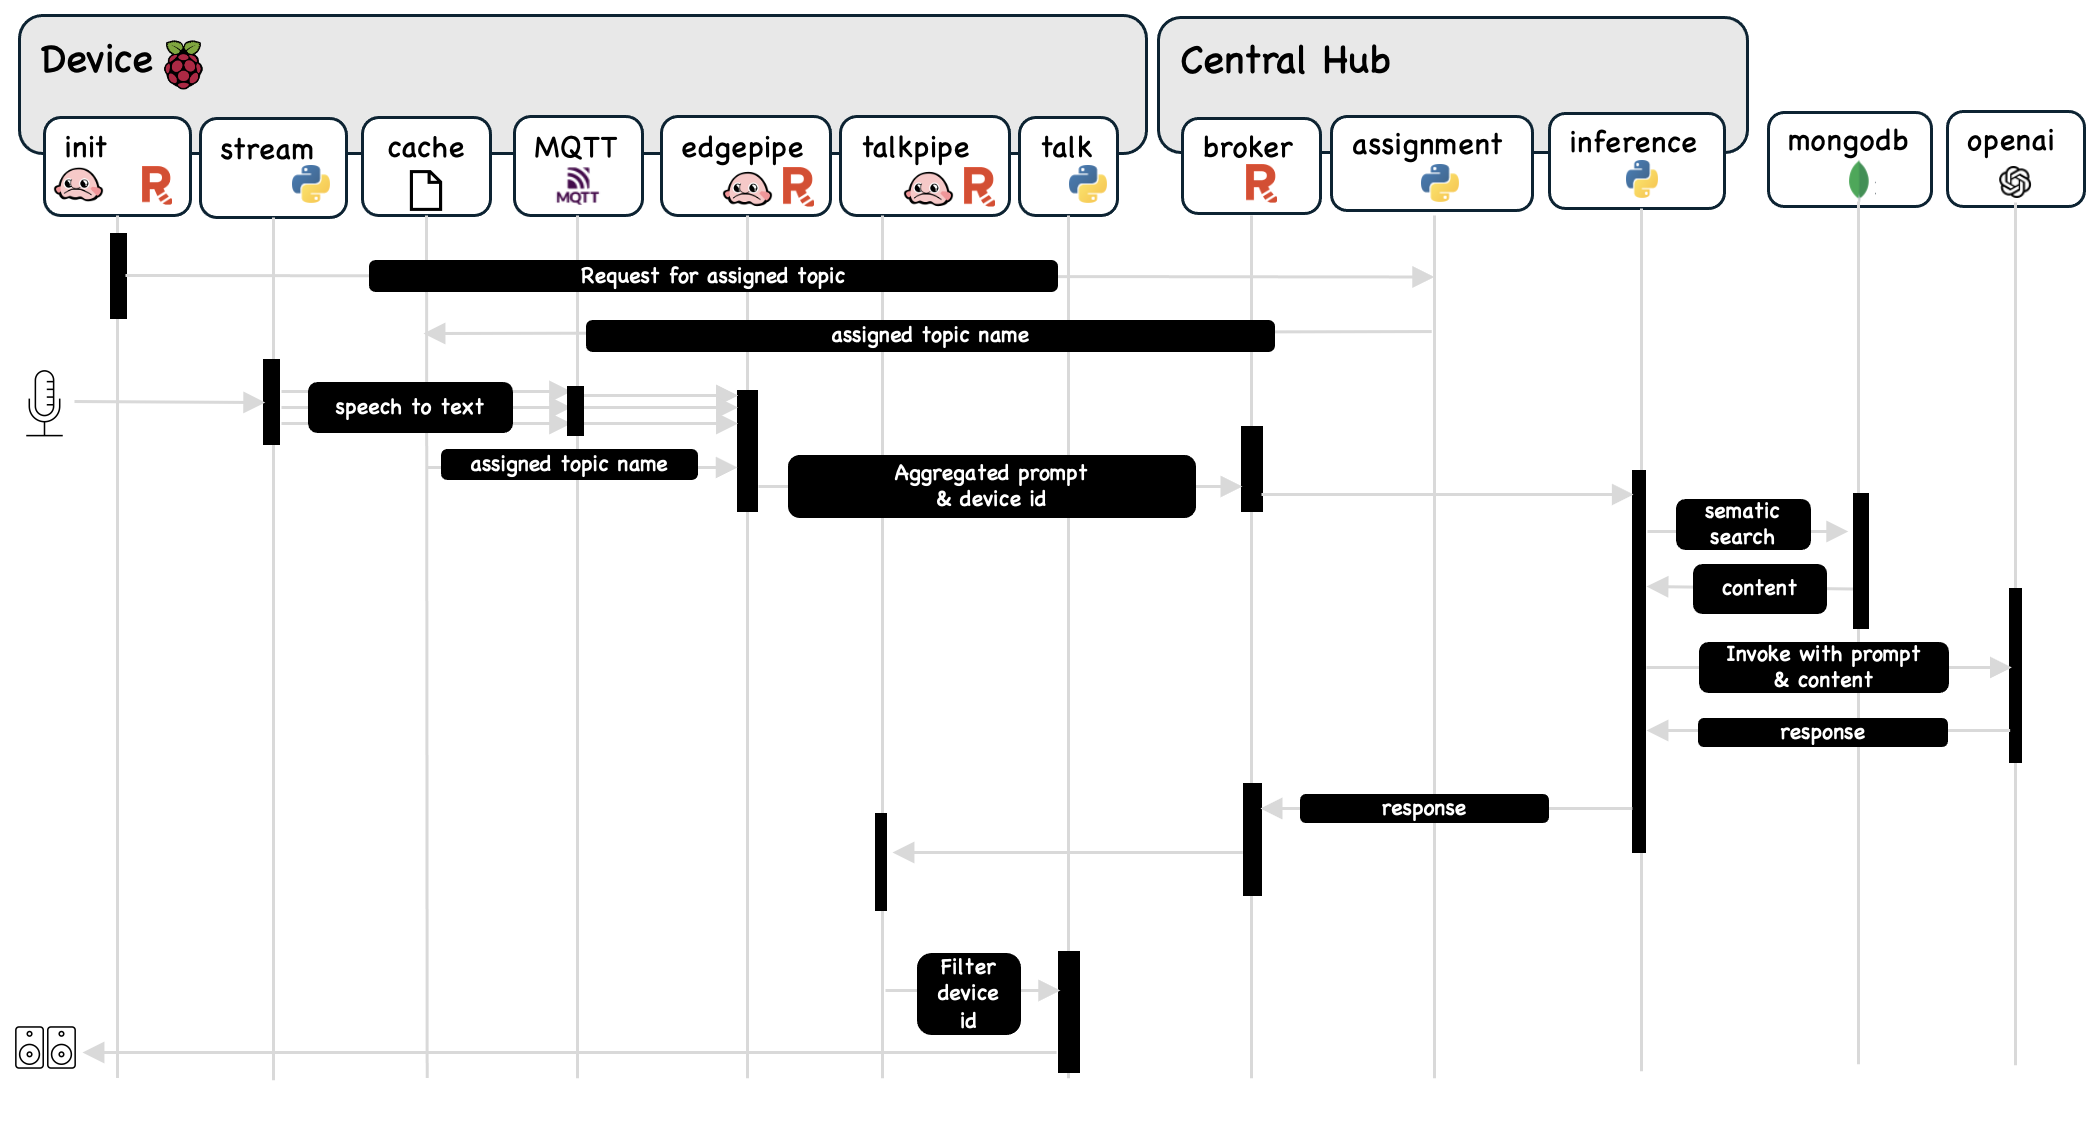 Device
Central Hub
init
stream
cache
MQTT
edgepipe
talkpipe
talk
broker
assignment
inference
mongodb
openai
MQTT
Request for assigned topic
assigned topic name
speech to text
assigned topic name
Aggregated prompt
& device id
sematic
search
content
Invoke with prompt
& content
response
response
Filter
device
id